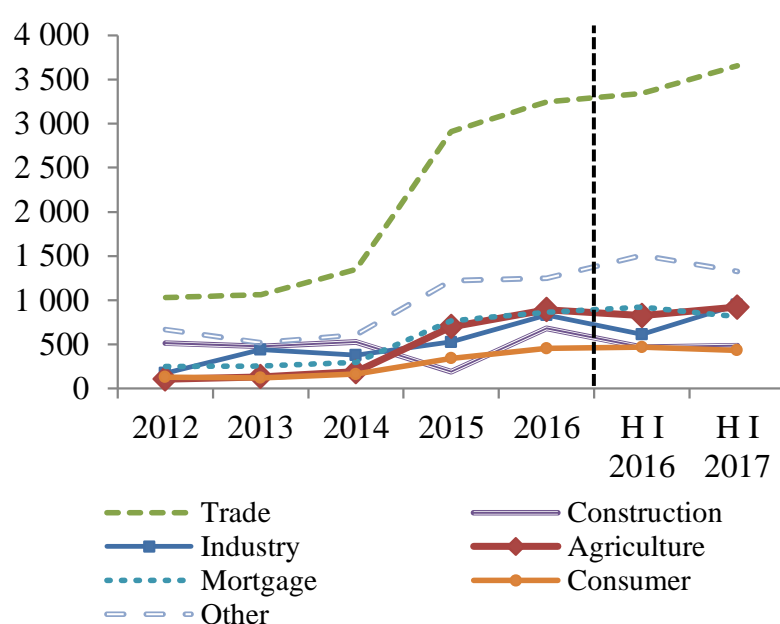 4 000
3 500
3 000
2 500
2 000
1 500
1 000
500
0
2012 2013 2014 2015 2016 H I H I
2016 2017
Trade Construction
Industry Agriculture
Mortgage Consumer
Other